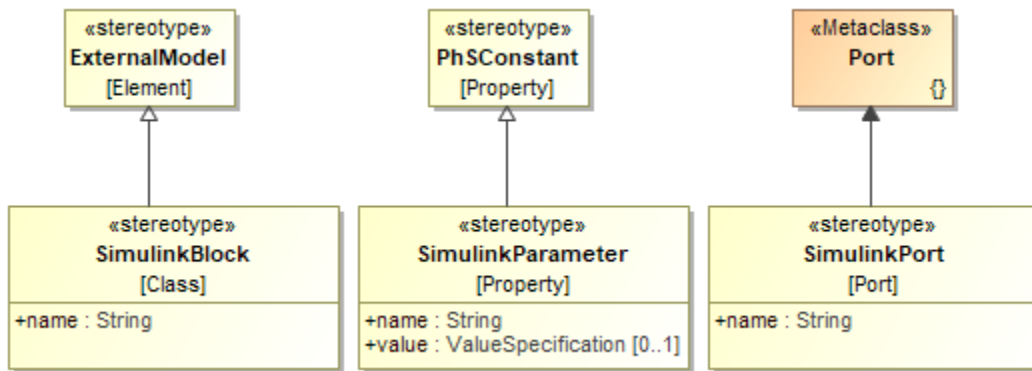 «stereotype»
ExternalModel
[Element]
«stereotype»
PhSConstant
[Property]
«Metaclass»
Port
{}
«stereotype»
SimulinkBlock
[Class]
+name : String
«stereotype»
SimulinkParameter
[Property]
+name : String
+value : ValueSpecification [0..1]
«stereotype»
SimulinkPort
[Port]
+name : String